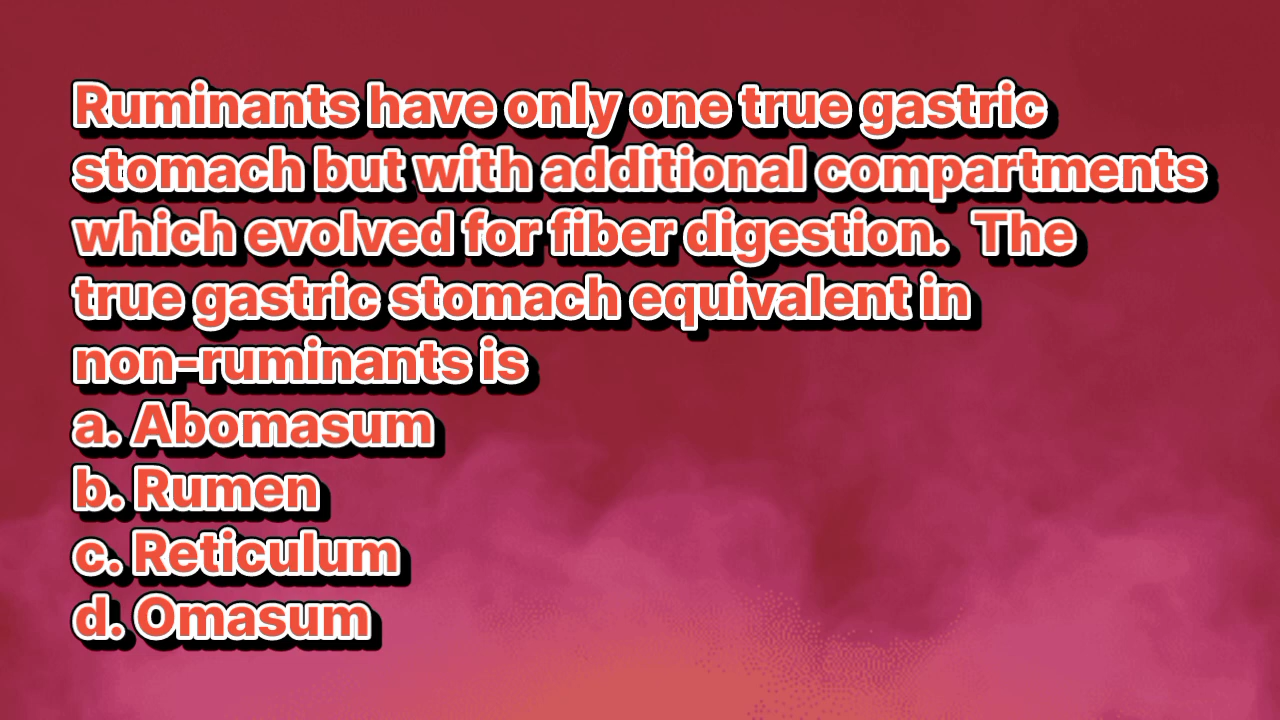 Ruminants have only one true gastric
stomach but with additional compartments
which evolved for fiber digestion.  The
true gastric stomach equivalent in
non-ruminants is
a. Abomasum
b. Rumen
c. Reticulum
d. Omasum